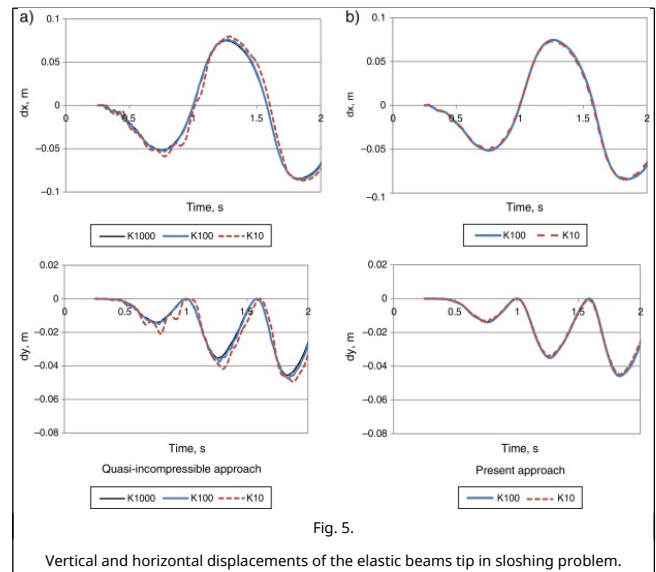 a)
0.1
0.05
0
−0.05
−0.1
dx, m
0.5
1
1.5
2
Time, s
K1000 K100 K10
b)
0.1
0.05
0
−0.05
−0.1
dx, m
0.5
1
1.5
2
Time, s
K100 K10
0.02
0
−0.02
−0.04
−0.06
−0.08
dy, m
0 0.5 1 1.5 2
Time, s
Quasi-incompressible approach
K1000 K100 K10
0.02
0
−0.02
−0.04
−0.06
−0.08
dy, m
0 0.5 1 1.5 2
Time, s
Present approach
K100 K10
Fig. 5.
Vertical and horizontal displacements of the elastic beams tip in sloshing problem.